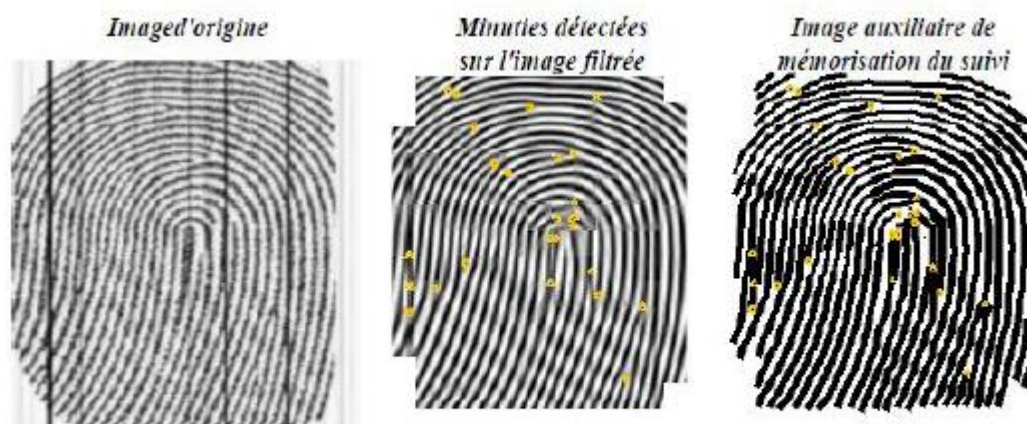 Imaged'origine
Minuties détectées
sur l'image filtrée
Image auxiliaire de
mémorisation du suivi